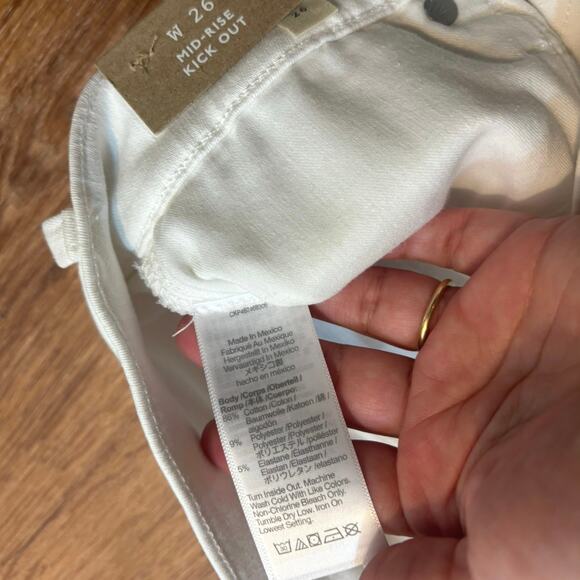 W 26
MID-RISE
KICK OUT
26
Made In Mexico
Fabriqué Au Mexique
Hergestellt In Mexiko
Vervaardigd In Mexico
メキシコ製
hecho en méxico
Body /Corps /Oberteil /
Romp /本体 /Cuerpo:
86% Cotton /Coton /
Baumwolle /Katoen /綿 /
algodón
9% Polyester /Polyester
/Polyester /Polyester /
ポリエステル /poliéster
5% Elastane /Elasthanne /
Elastan /Elastaan /
ポリウレタン /elastano
Turn Inside Out. Machine
Wash Cold With Like Colors.
Non-Chlorine Bleach Only.
Tumble Dry Low. Iron On
Lowest Setting.